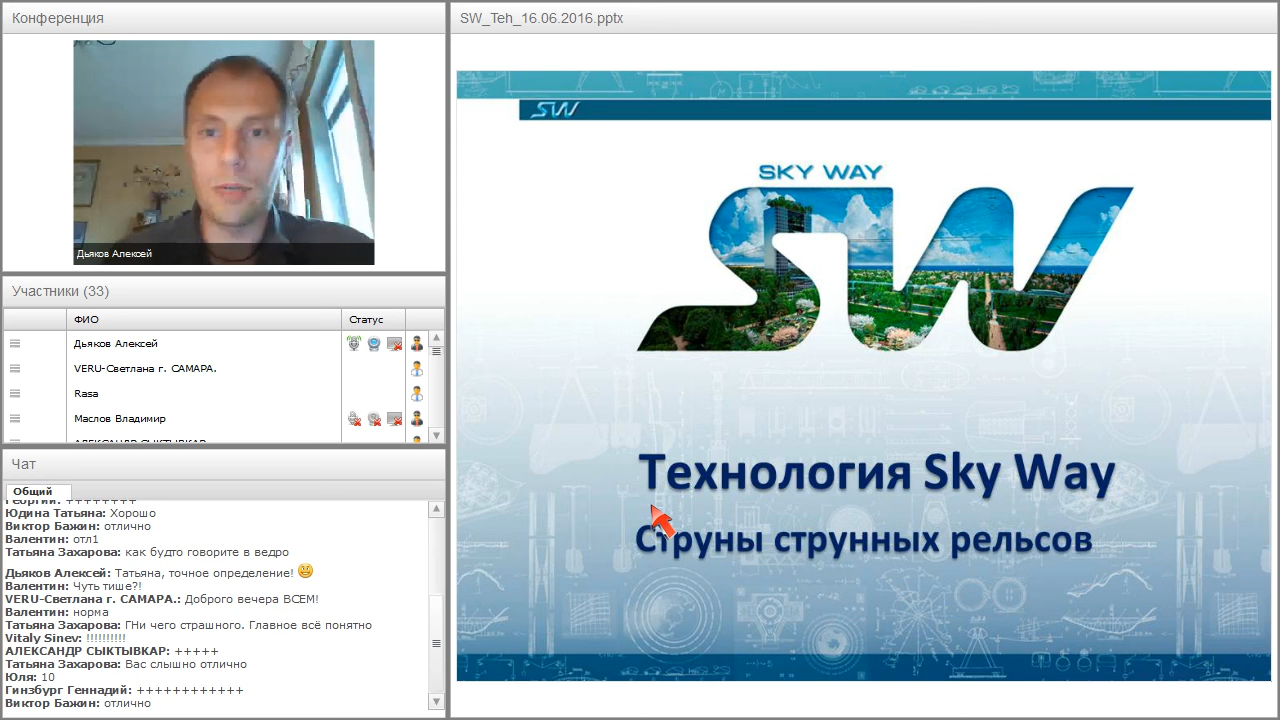 Конференция
Дьяков Алексей
Участники (33)
ФИО Статус
Дьяков Алексей
VERU-Светлана г. САМАРА.
Rasa
Маслов Владимир
АЛЕКСАНДР СЫКТЫВКАР
Чат
Общий
Георгий: ++++++++
Юдина Татьяна: Хорошо
Виктор Бажин: отлично
Валентин: отл1
Татьяна Захарова: как будто говорите в ведро
Дьяков Алексей: Татьяна, точное определение!
Валентин: Чуть тише?!
VERU-Светлана г. САМАРА.: Доброго вечера ВСЕМ!
Валентин: норма
Татьяна Захарова: ГНи чего страшного. Главное всё понятно
Vitaly Sinev: !!!!!!!!!!
АЛЕКСАНДР СЫКТЫВКАР: +++++
Татьяна Захарова: Вас слышно отлично
Юля: 10
Гинзбург Геннадий: ++++++++++++
Виктор Бажин: отлично
SW_Teh_16.06.2016.pptx
SW
SKY WAY
SW
Технология Sky Way
Струны струнных рельсов